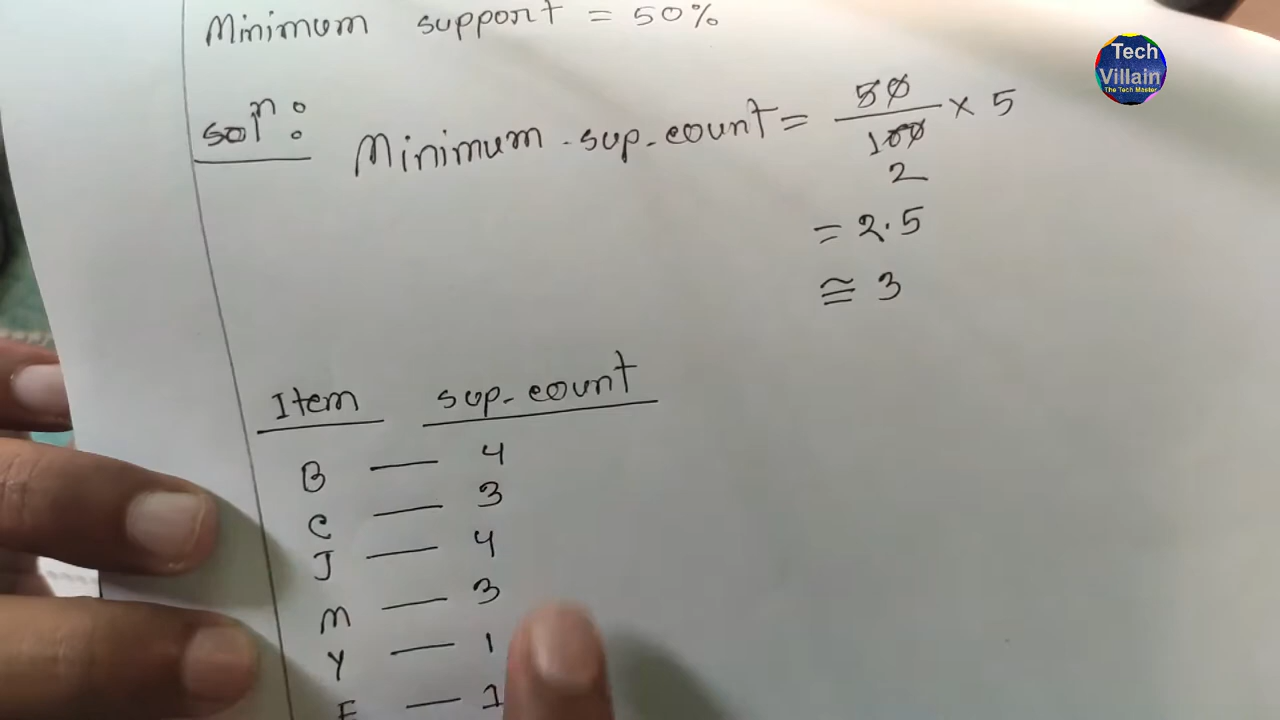 Minimum support = 50%
Tech
Villain
The Tech Master
Solⁿ:
Minimum sup. count = 50/100 × 5
2
= 2.5
≅ 3
Item sup. count
B — 4
C — 3
J — 4
M — 3
Y — 1
E — 1